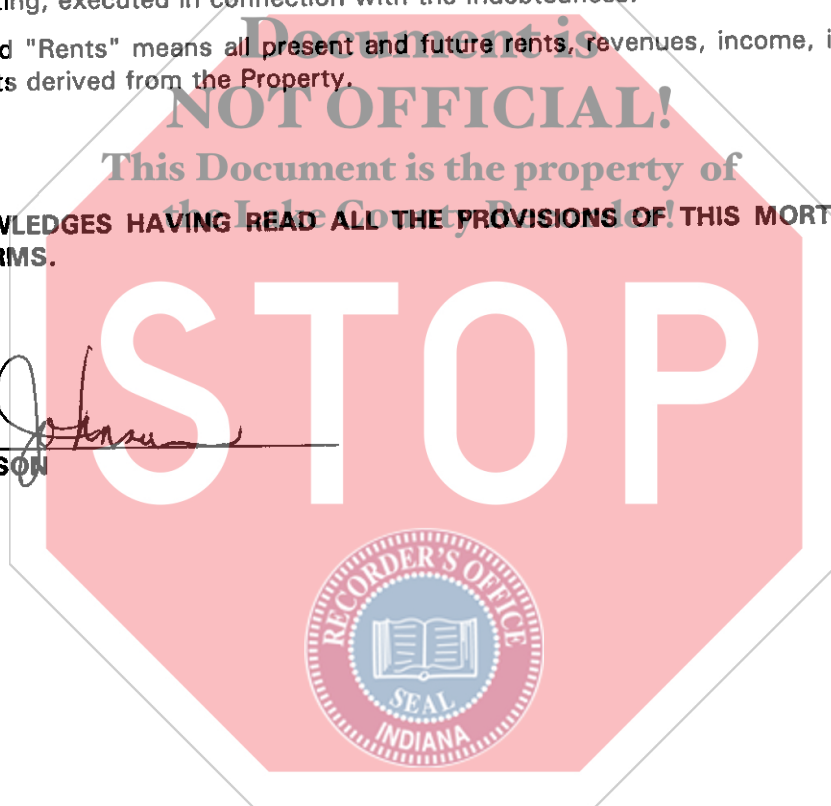 ting, executed in connection with the Indebtedness.
Document is
d "Rents" means all present and future rents, revenues, income, i
ts derived from the Property.
NOT OFFICIAL!
This Document is the property of
the Lake County Recorder!
WLEDGES HAVING READ ALL THE PROVISIONS OF THIS MORT
RMS.
STOP
Johnson
SON
RECORDER'S OFFICE
SEAL
INDIANA